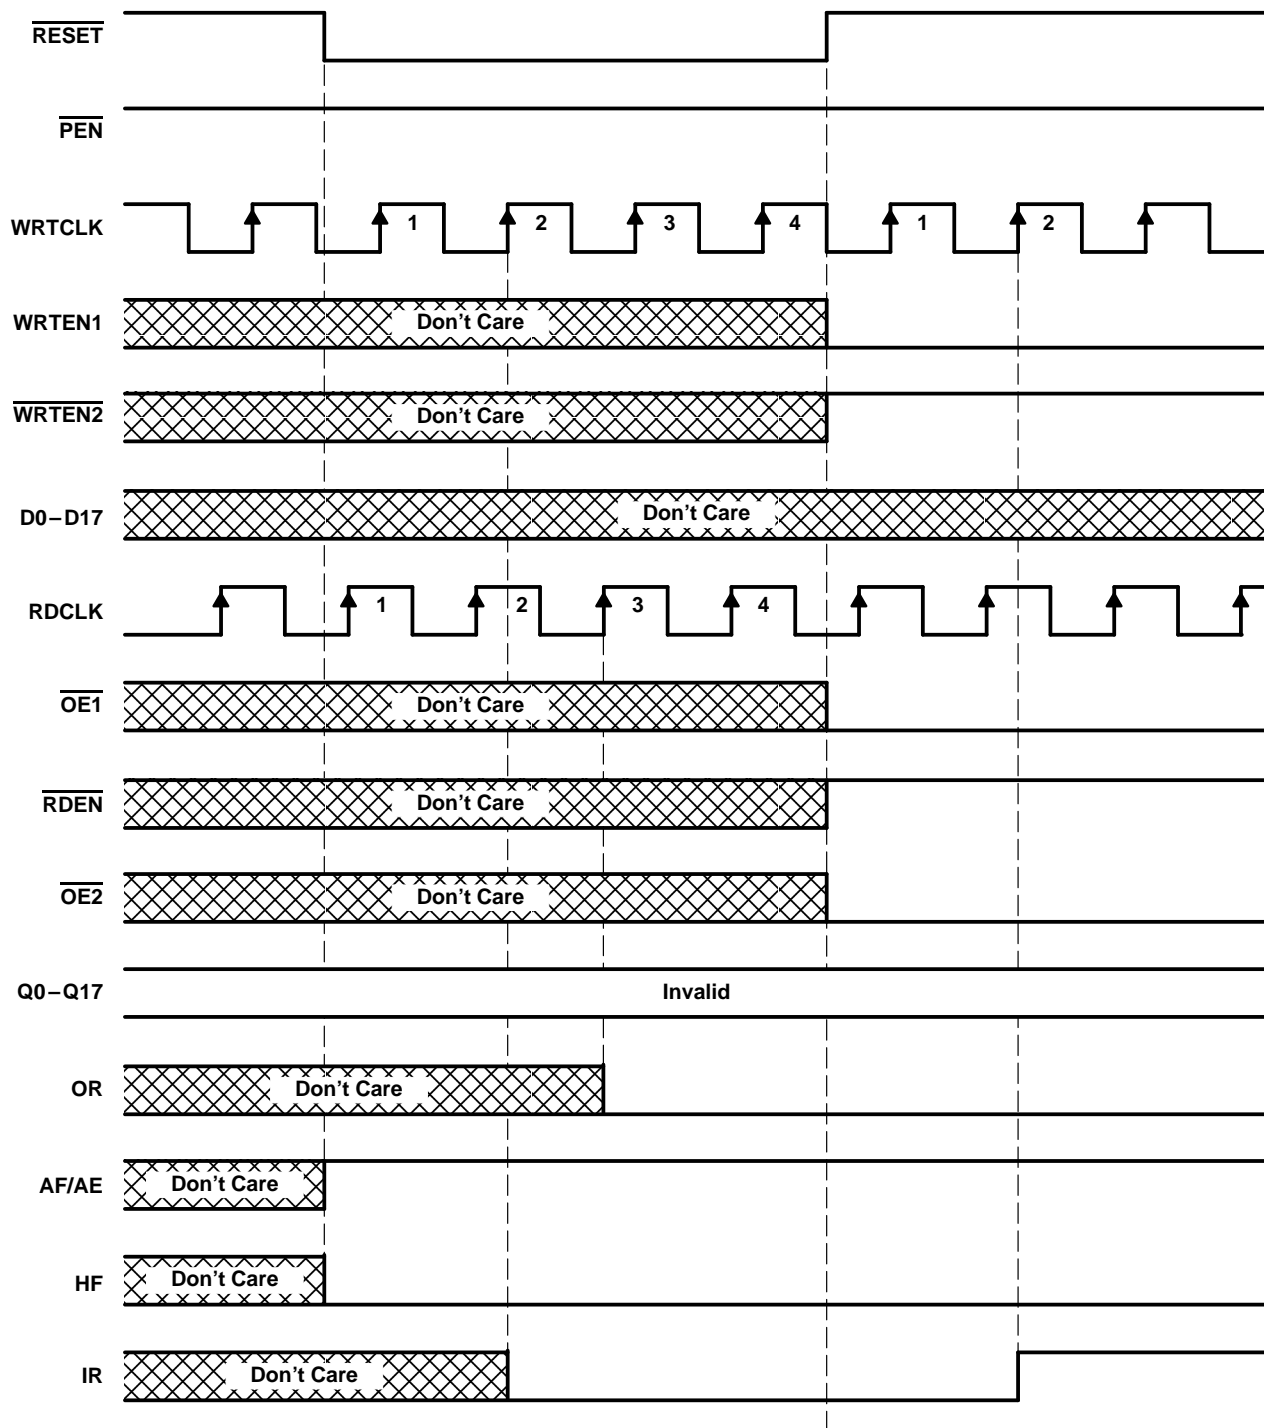 RESET
PEN
WRTCLK 1 2 3 4 1 2
WRTEN1 Don't Care
WRTEN2 Don't Care
D0–D17 Don't Care
RDCLK 1 2 3 4
OE1 Don't Care
RDEN Don't Care
OE2 Don't Care
Q0–Q17 Invalid
OR Don't Care
AF/AE Don't Care
HF Don't Care
IR Don't Care